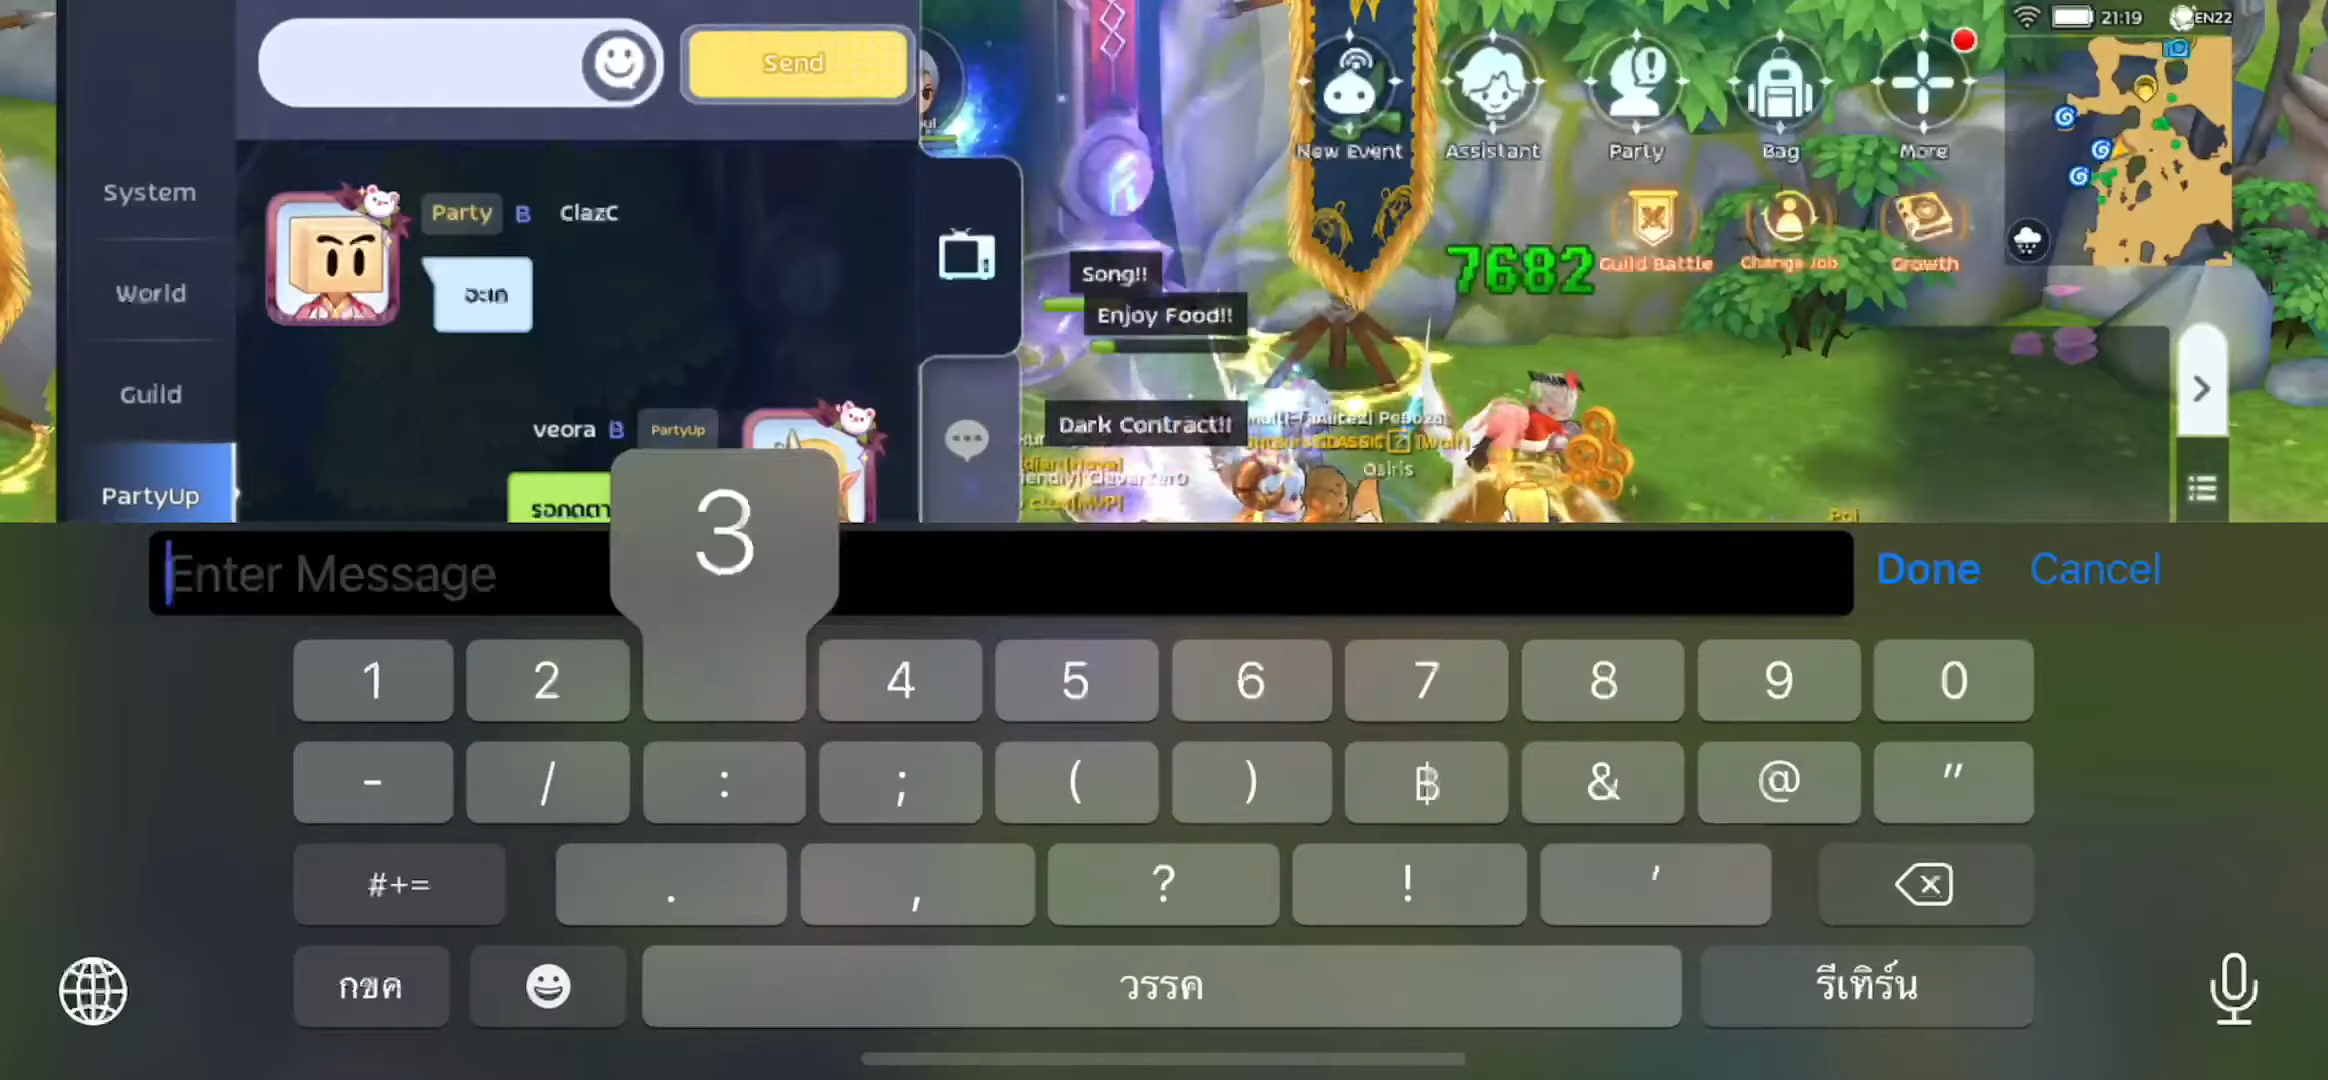 Send
21:19
EN22
New Event
Assistant
Party
Bag
More
System
World
Guild
PartyUp
Party B ClazC
อะเก
veora B PartyUp
7682
Guild Battle
Change Job
Growth
Song!!
Enjoy Food!!
Dark Contract!!
Osiris
Enter Message
Done
Cancel
3
1 2 4 5 6 7 8 9 0
- / : ; ( ) ฿ & @ "
#+= . , ? ! '
กขค
วรรค
รีเทิร์น